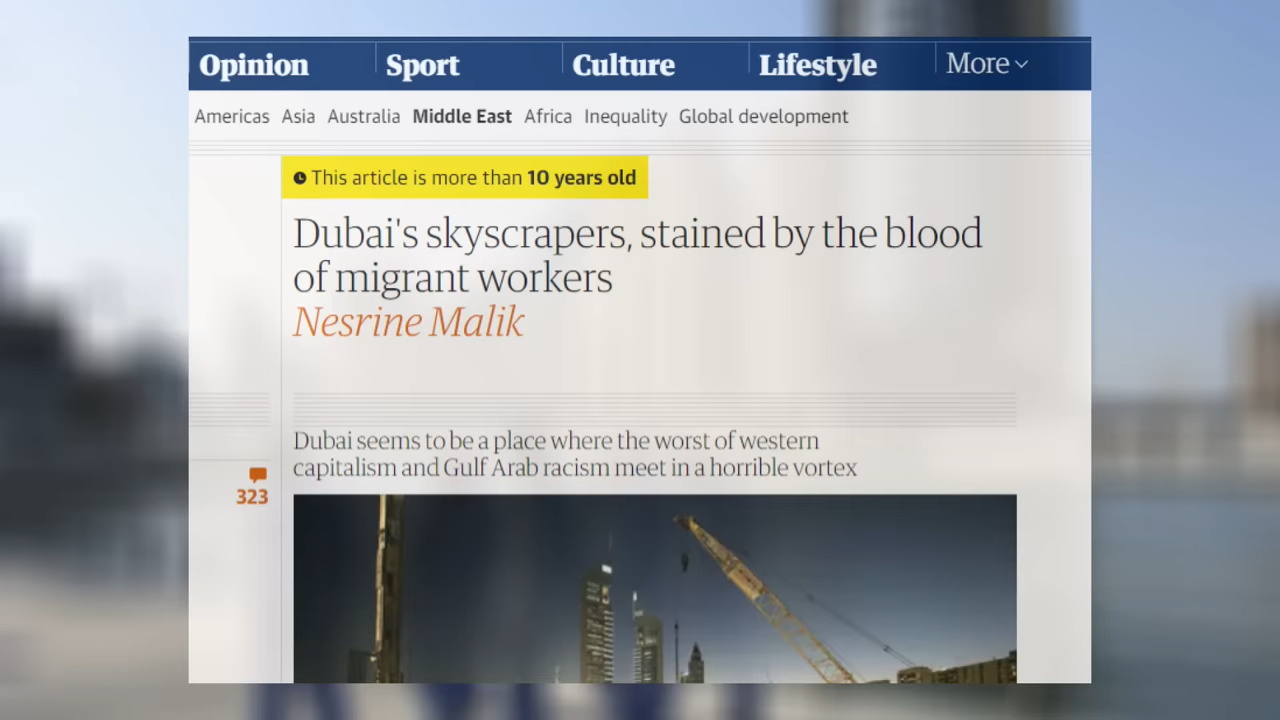 Opinion Sport Culture Lifestyle More
Americas Asia Australia Middle East Africa Inequality Global development
This article is more than 10 years old
Dubai's skyscrapers, stained by the blood
of migrant workers
Nesrine Malik
Dubai seems to be a place where the worst of western
capitalism and Gulf Arab racism meet in a horrible vortex
323